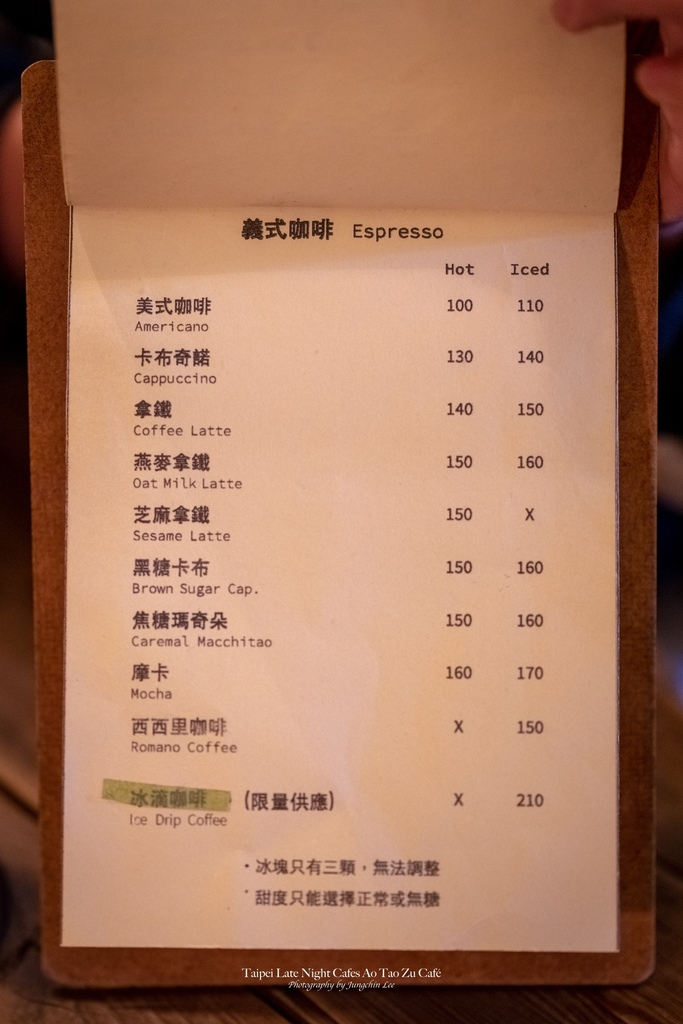 義式咖啡 Espresso
Hot Iced
美式咖啡 100 110
Americano
卡布奇諾 130 140
Cappuccino
拿鐵 140 150
Coffee Latte
燕麥拿鐵 150 160
Oat Milk Latte
芝麻拿鐵 150 X
Sesame Latte
黑糖卡布 150 160
Brown Sugar Cap.
焦糖瑪奇朵 150 160
Caremal Macchitao
摩卡 160 170
Mocha
西西里咖啡 X 150
Romano Coffee
冰滴咖啡 (限量供應) X 210
Ice Drip Coffee
・冰塊只有三顆，無法調整
・甜度只能選擇正常或無糖
Taipei Late Night Cafes Ao Tao Zu Café
Photography by Jungchin Lee